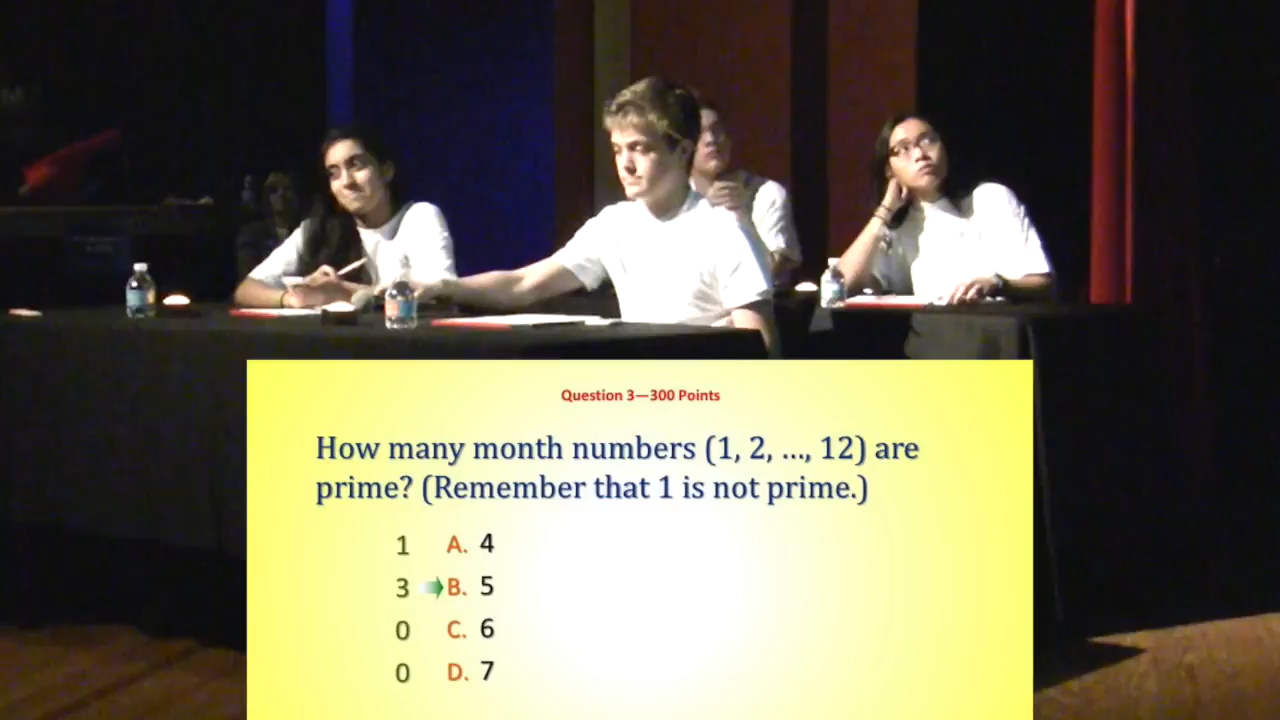 Question 3—300 Points
How many month numbers (1, 2, …, 12) are
prime? (Remember that 1 is not prime.)
1 A. 4
3 B. 5
0 C. 6
0 D. 7